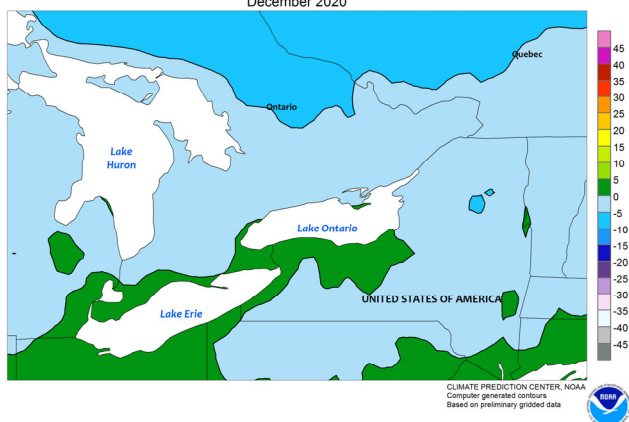 December 2020
Quebec
Ontario
Lake
Huron
Lake Ontario
Lake Erie
UNITED STATES OF AMERICA
45
40
35
30
25
20
15
10
5
0
-5
-10
-15
-20
-25
-30
-35
-40
-45
CLIMATE PREDICTION CENTER, NOAA
Computer generated contours
Based on preliminary gridded data
NOAA